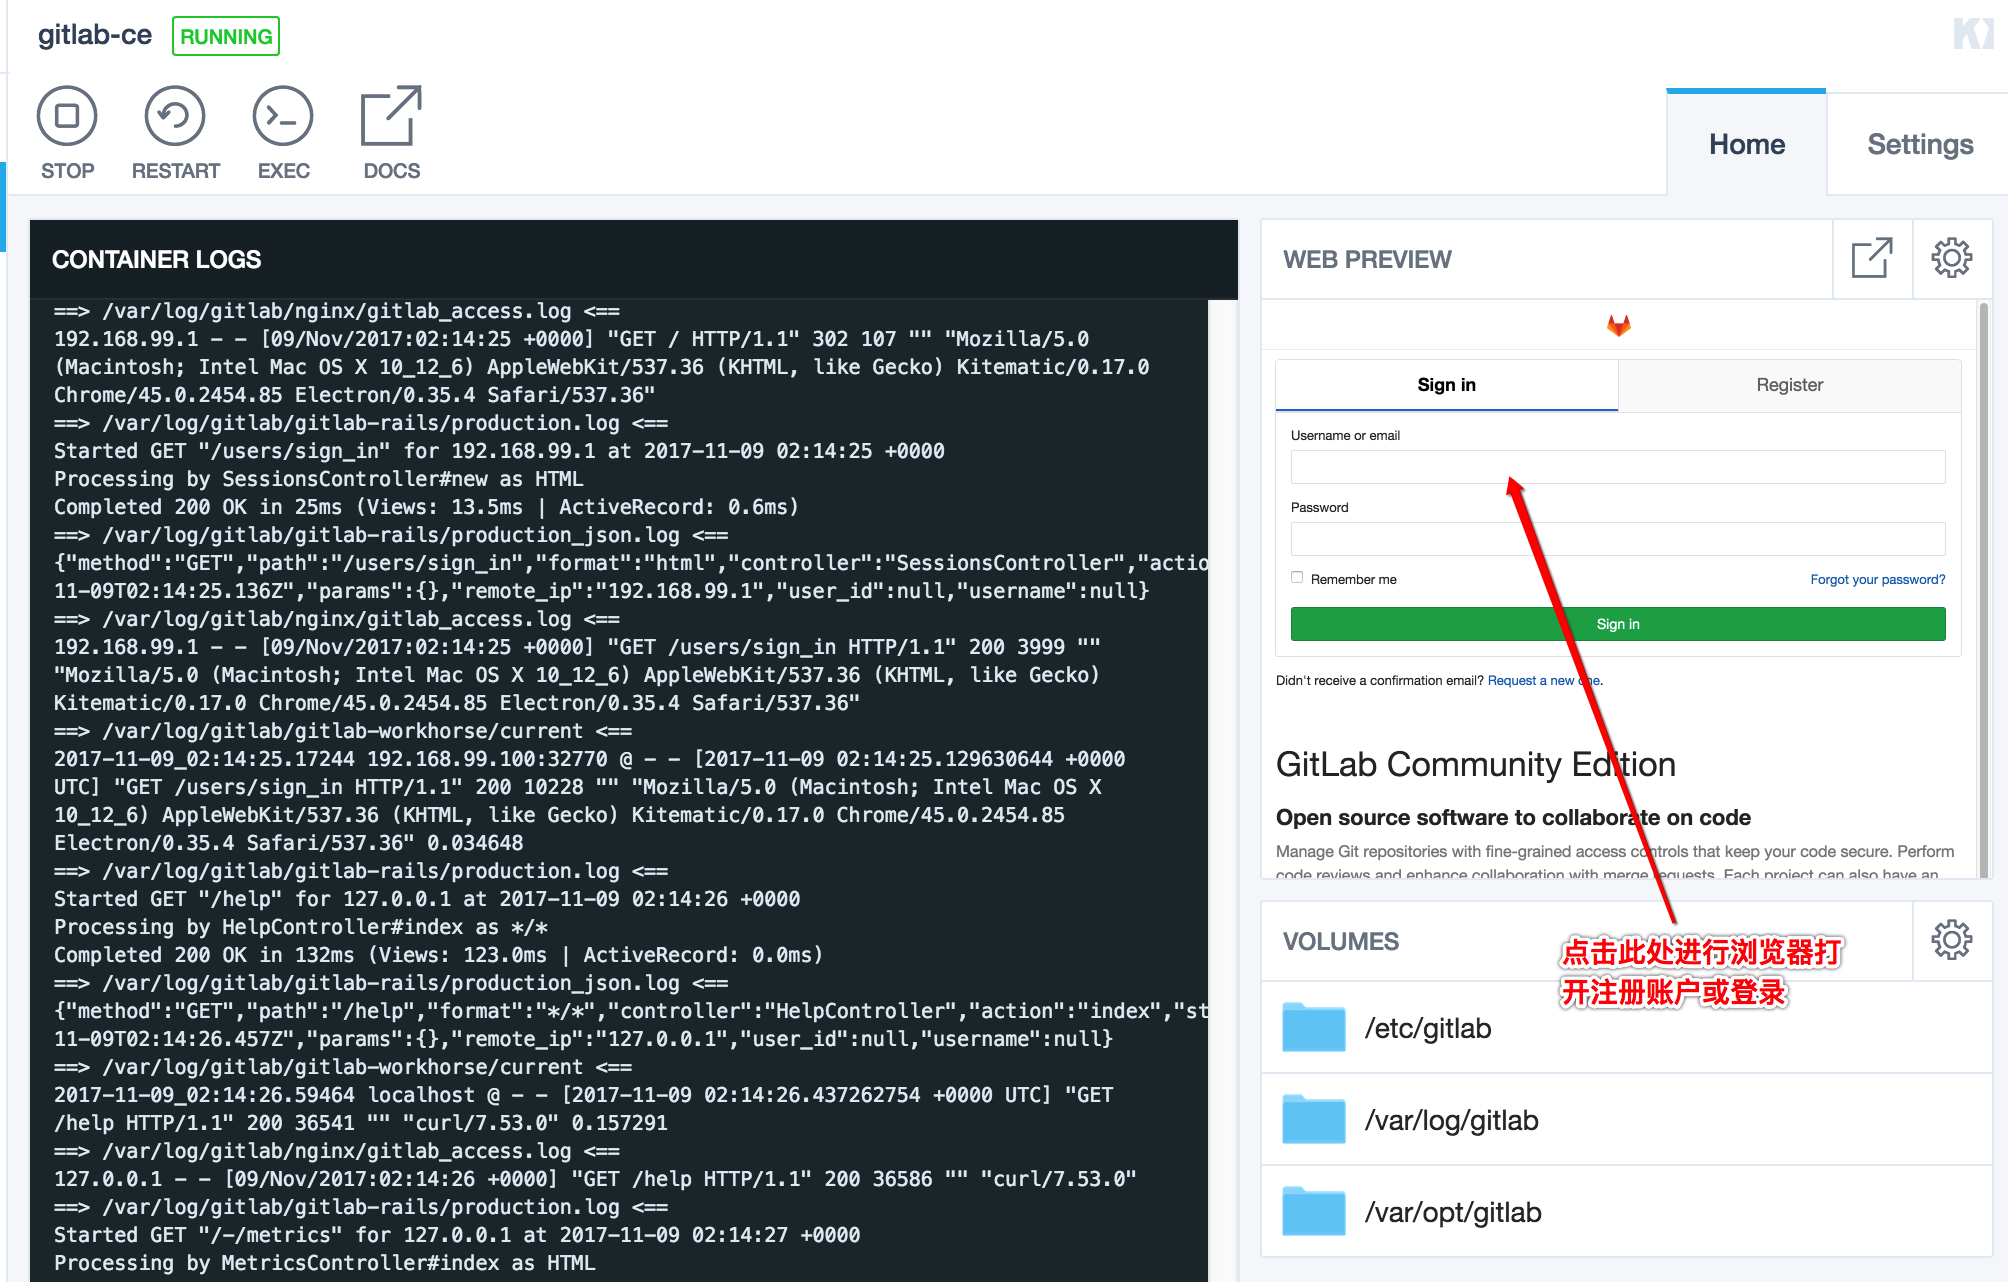 gitlab-ce RUNNING
STOP RESTART EXEC DOCS
Home Settings
CONTAINER LOGS
==> /var/log/gitlab/nginx/gitlab_access.log <==
192.168.99.1 - - [09/Nov/2017:02:14:25 +0000] "GET / HTTP/1.1" 302 107 "" "Mozilla/5.0
(Macintosh; Intel Mac OS X 10_12_6) AppleWebKit/537.36 (KHTML, like Gecko) Kitematic/0.17.0
Chrome/45.0.2454.85 Electron/0.35.4 Safari/537.36"
==> /var/log/gitlab/gitlab-rails/production.log <==
Started GET "/users/sign_in" for 192.168.99.1 at 2017-11-09 02:14:25 +0000
Processing by SessionsController#new as HTML
Completed 200 OK in 25ms (Views: 13.5ms | ActiveRecord: 0.6ms)
==> /var/log/gitlab/gitlab-rails/production_json.log <==
{"method":"GET","path":"/users/sign_in","format":"html","controller":"SessionsController","actio
11-09T02:14:25.136Z","params":{},"remote_ip":"192.168.99.1","user_id":null,"username":null}
==> /var/log/gitlab/nginx/gitlab_access.log <==
192.168.99.1 - - [09/Nov/2017:02:14:25 +0000] "GET /users/sign_in HTTP/1.1" 200 3999 ""
"Mozilla/5.0 (Macintosh; Intel Mac OS X 10_12_6) AppleWebKit/537.36 (KHTML, like Gecko)
Kitematic/0.17.0 Chrome/45.0.2454.85 Electron/0.35.4 Safari/537.36"
==> /var/log/gitlab/gitlab-workhorse/current <==
2017-11-09_02:14:25.17244 192.168.99.100:32770 @ - - [2017-11-09 02:14:25.129630644 +0000
UTC] "GET /users/sign_in HTTP/1.1" 200 10228 "" "Mozilla/5.0 (Macintosh; Intel Mac OS X
10_12_6) AppleWebKit/537.36 (KHTML, like Gecko) Kitematic/0.17.0 Chrome/45.0.2454.85
Electron/0.35.4 Safari/537.36" 0.034648
==> /var/log/gitlab/gitlab-rails/production.log <==
Started GET "/help" for 127.0.0.1 at 2017-11-09 02:14:26 +0000
Processing by HelpController#index as */*
Completed 200 OK in 132ms (Views: 123.0ms | ActiveRecord: 0.0ms)
==> /var/log/gitlab/gitlab-rails/production_json.log <==
{"method":"GET","path":"/help","format":"*/*","controller":"HelpController","action":"index","st
11-09T02:14:26.457Z","params":{},"remote_ip":"127.0.0.1","user_id":null,"username":null}
==> /var/log/gitlab/gitlab-workhorse/current <==
2017-11-09_02:14:26.59464 localhost @ - - [2017-11-09 02:14:26.437262754 +0000 UTC] "GET
/help HTTP/1.1" 200 36541 "" "curl/7.53.0" 0.157291
==> /var/log/gitlab/nginx/gitlab_access.log <==
127.0.0.1 - - [09/Nov/2017:02:14:26 +0000] "GET /help HTTP/1.1" 200 36586 "" "curl/7.53.0"
==> /var/log/gitlab/gitlab-rails/production.log <==
Started GET "/-/metrics" for 127.0.0.1 at 2017-11-09 02:14:27 +0000
Processing by MetricsController#index as HTML
WEB PREVIEW
Sign in Register
Username or email
Password
Remember me Forgot your password?
Sign in
Didn't receive a confirmation email? Request a new one.
GitLab Community Edition
Open source software to collaborate on code
Manage Git repositories with fine-grained access controls that keep your code secure. Perform
code reviews and enhance collaboration with merge requests. Each project can also have an
VOLUMES
点击此处进行浏览器打
开注册账户或登录
/etc/gitlab
/var/log/gitlab
/var/opt/gitlab